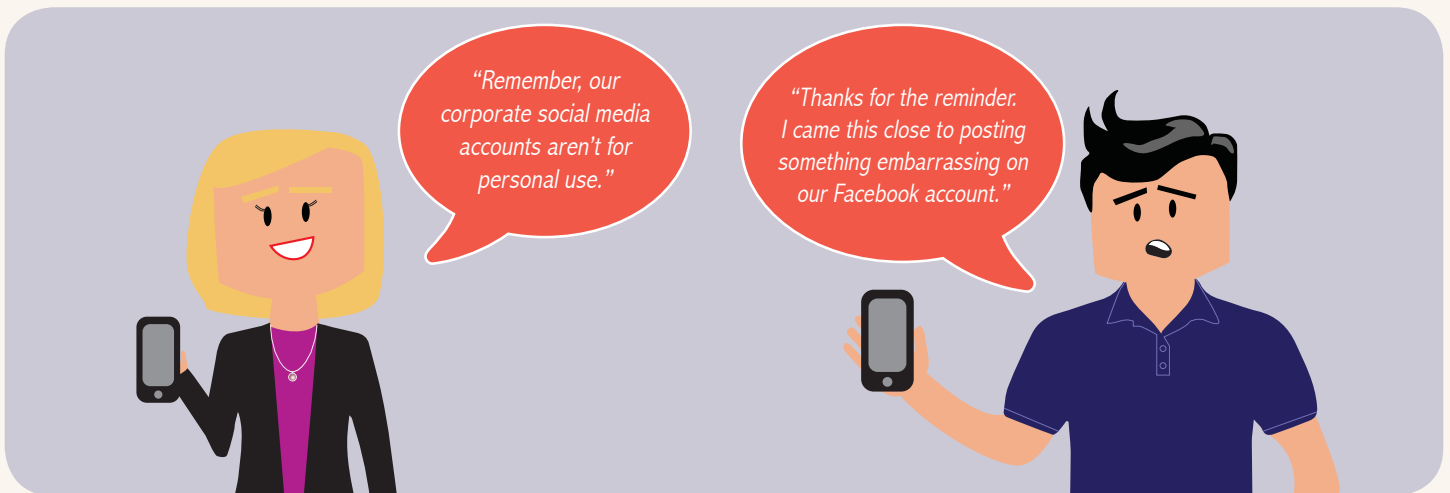 “Remember, our
corporate social media
accounts aren’t for
personal use.”
“Thanks for the reminder.
I came this close to posting
something embarrassing on
our Facebook account.”